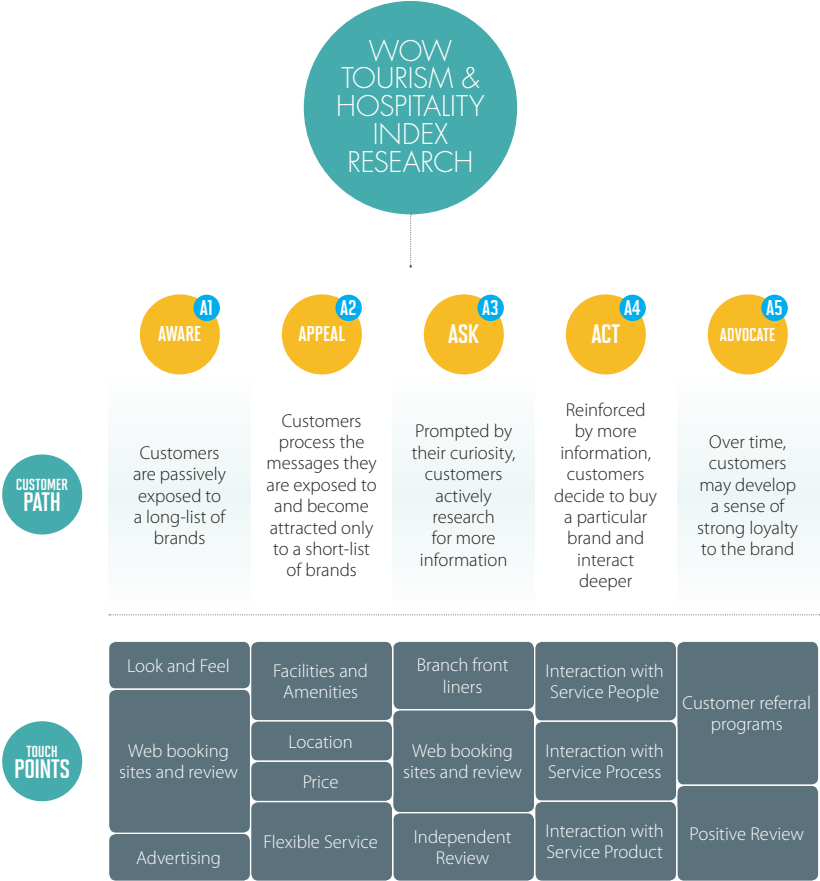 WOW
TOURISM &
HOSPITALITY
INDEX
RESEARCH
A1
AWARE
A2
APPEAL
A3
ASK
A4
ACT
A5
ADVOCATE
CUSTOMER
PATH
Customers
are passively
exposed to
a long-list of
brands
Customers
process the
messages they
are exposed to
and become
attracted only
to a short-list
of brands
Prompted by
their curiosity,
customers
actively
research
for more
information
Reinforced
by more
information,
customers
decide to buy
a particular
brand and
interact
deeper
Over time,
customers
may develop
a sense of
strong loyalty
to the brand
TOUCH
POINTS
Look and Feel
Web booking
sites and review
Advertising
Facilities and
Amenities
Location
Price
Flexible Service
Branch front
liners
Web booking
sites and review
Independent
Review
Interaction with
Service People
Interaction with
Service Process
Interaction with
Service Product
Customer referral
programs
Positive Review